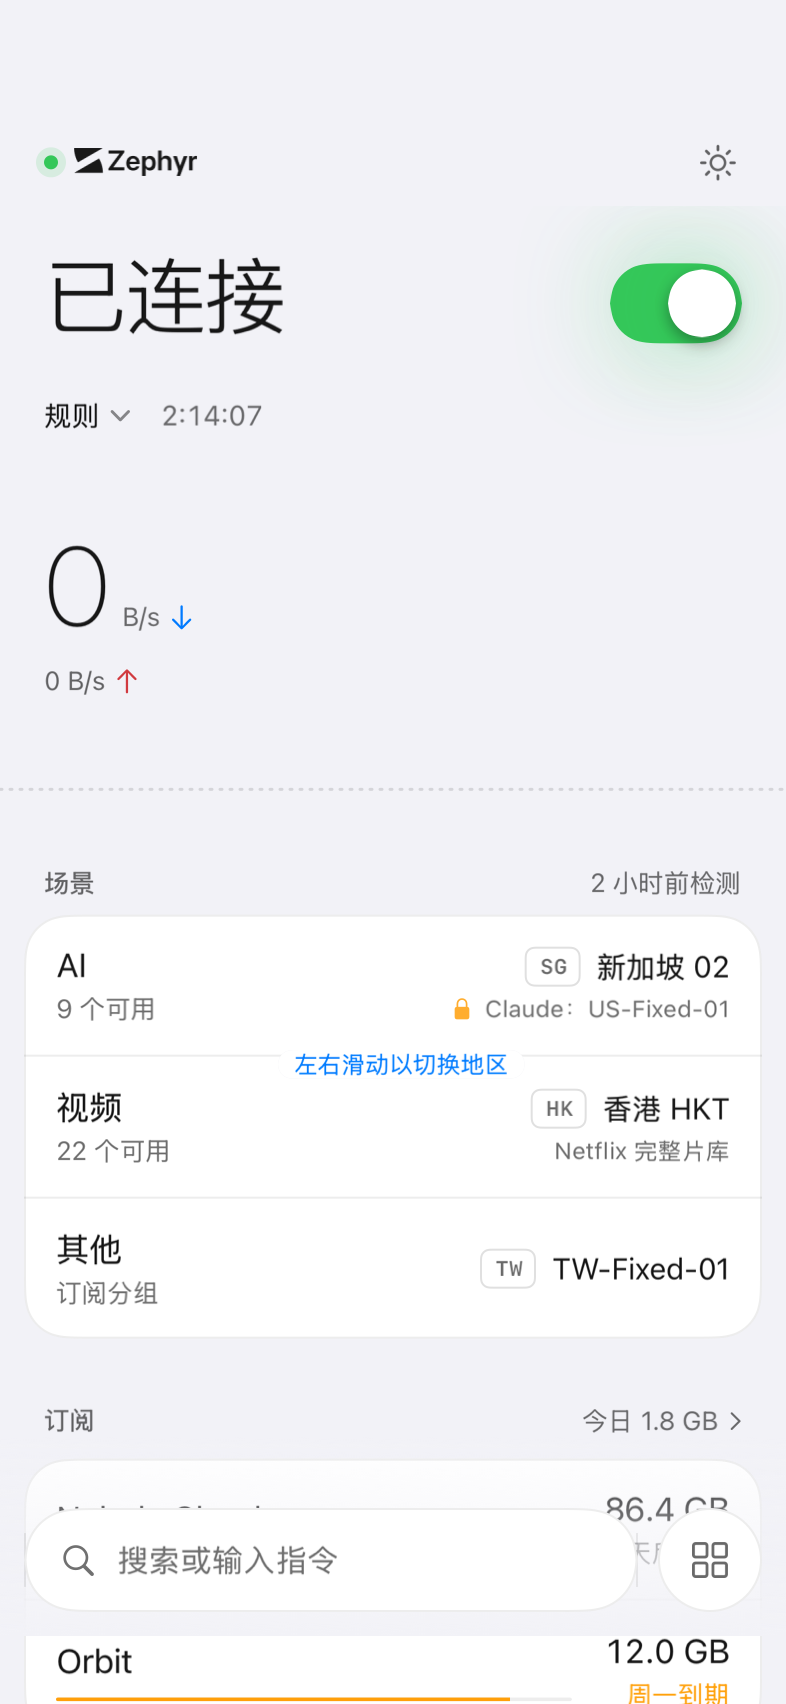 Zephyr
已连接
规则 2:14:07
0 B/s ↓
0 B/s ↑
场景 2 小时前检测
AI SG 新加坡 02
9 个可用 Claude: US-Fixed-01
左右滑动以切换地区
视频 HK 香港 HKT
22 个可用 Netflix 完整片库
其他 TW TW-Fixed-01
订阅分组
订阅 今日 1.8 GB
86.4 GB
搜索或输入指令
Orbit 12.0 GB
周一到期